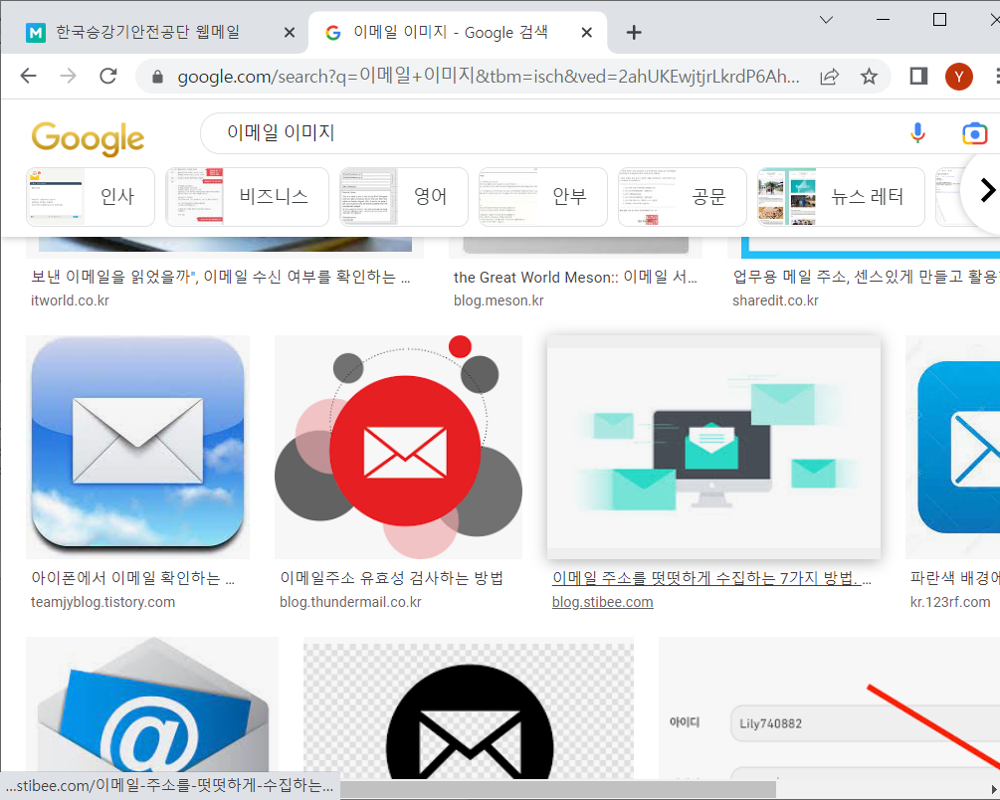 M 한국승강기안전공단 웹메일
이메일 이미지 - Google 검색
google.com/search?q=이메일+이미지&tbm=isch&ved=2ahUKEwjtjrLkrdP6Ah...
Y
Google
이메일 이미지
인사
비즈니스
영어
안부
공문
뉴스 레터
보낸 이메일을 읽었을까", 이메일 수신 여부를 확인하는 ...
itworld.co.kr
the Great World Meson:: 이메일 서...
blog.meson.kr
업무용 메일 주소, 센스있게 만들고 활용
sharedit.co.kr
아이폰에서 이메일 확인하는 ...
teamjyblog.tistory.com
이메일주소 유효성 검사하는 방법
blog.thundermail.co.kr
이메일 주소를 떳떳하게 수집하는 7가지 방법. ...
blog.stibee.com
파란색 배경에
kr.123rf.com
@
아이디
Lily740882
...stibee.com/이메일-주소를-떳떳하게-수집하는-...